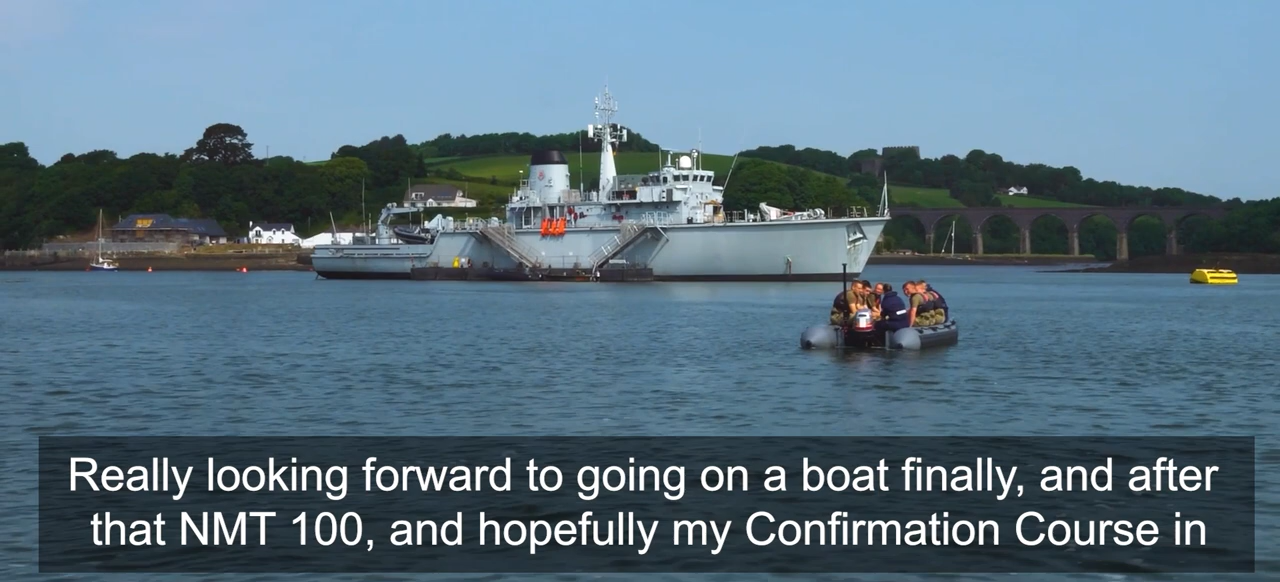 Really looking forward to going on a boat finally, and after
that NMT 100, and hopefully my Confirmation Course in